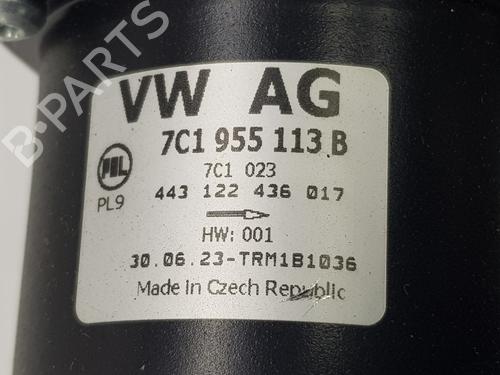 VW AG
7C1 955 113 B
7C1 023
PL9
443 122 436 017
HW: 001
30.06.23-TRM1B1036
Made in Czech Republic
B-PARTS